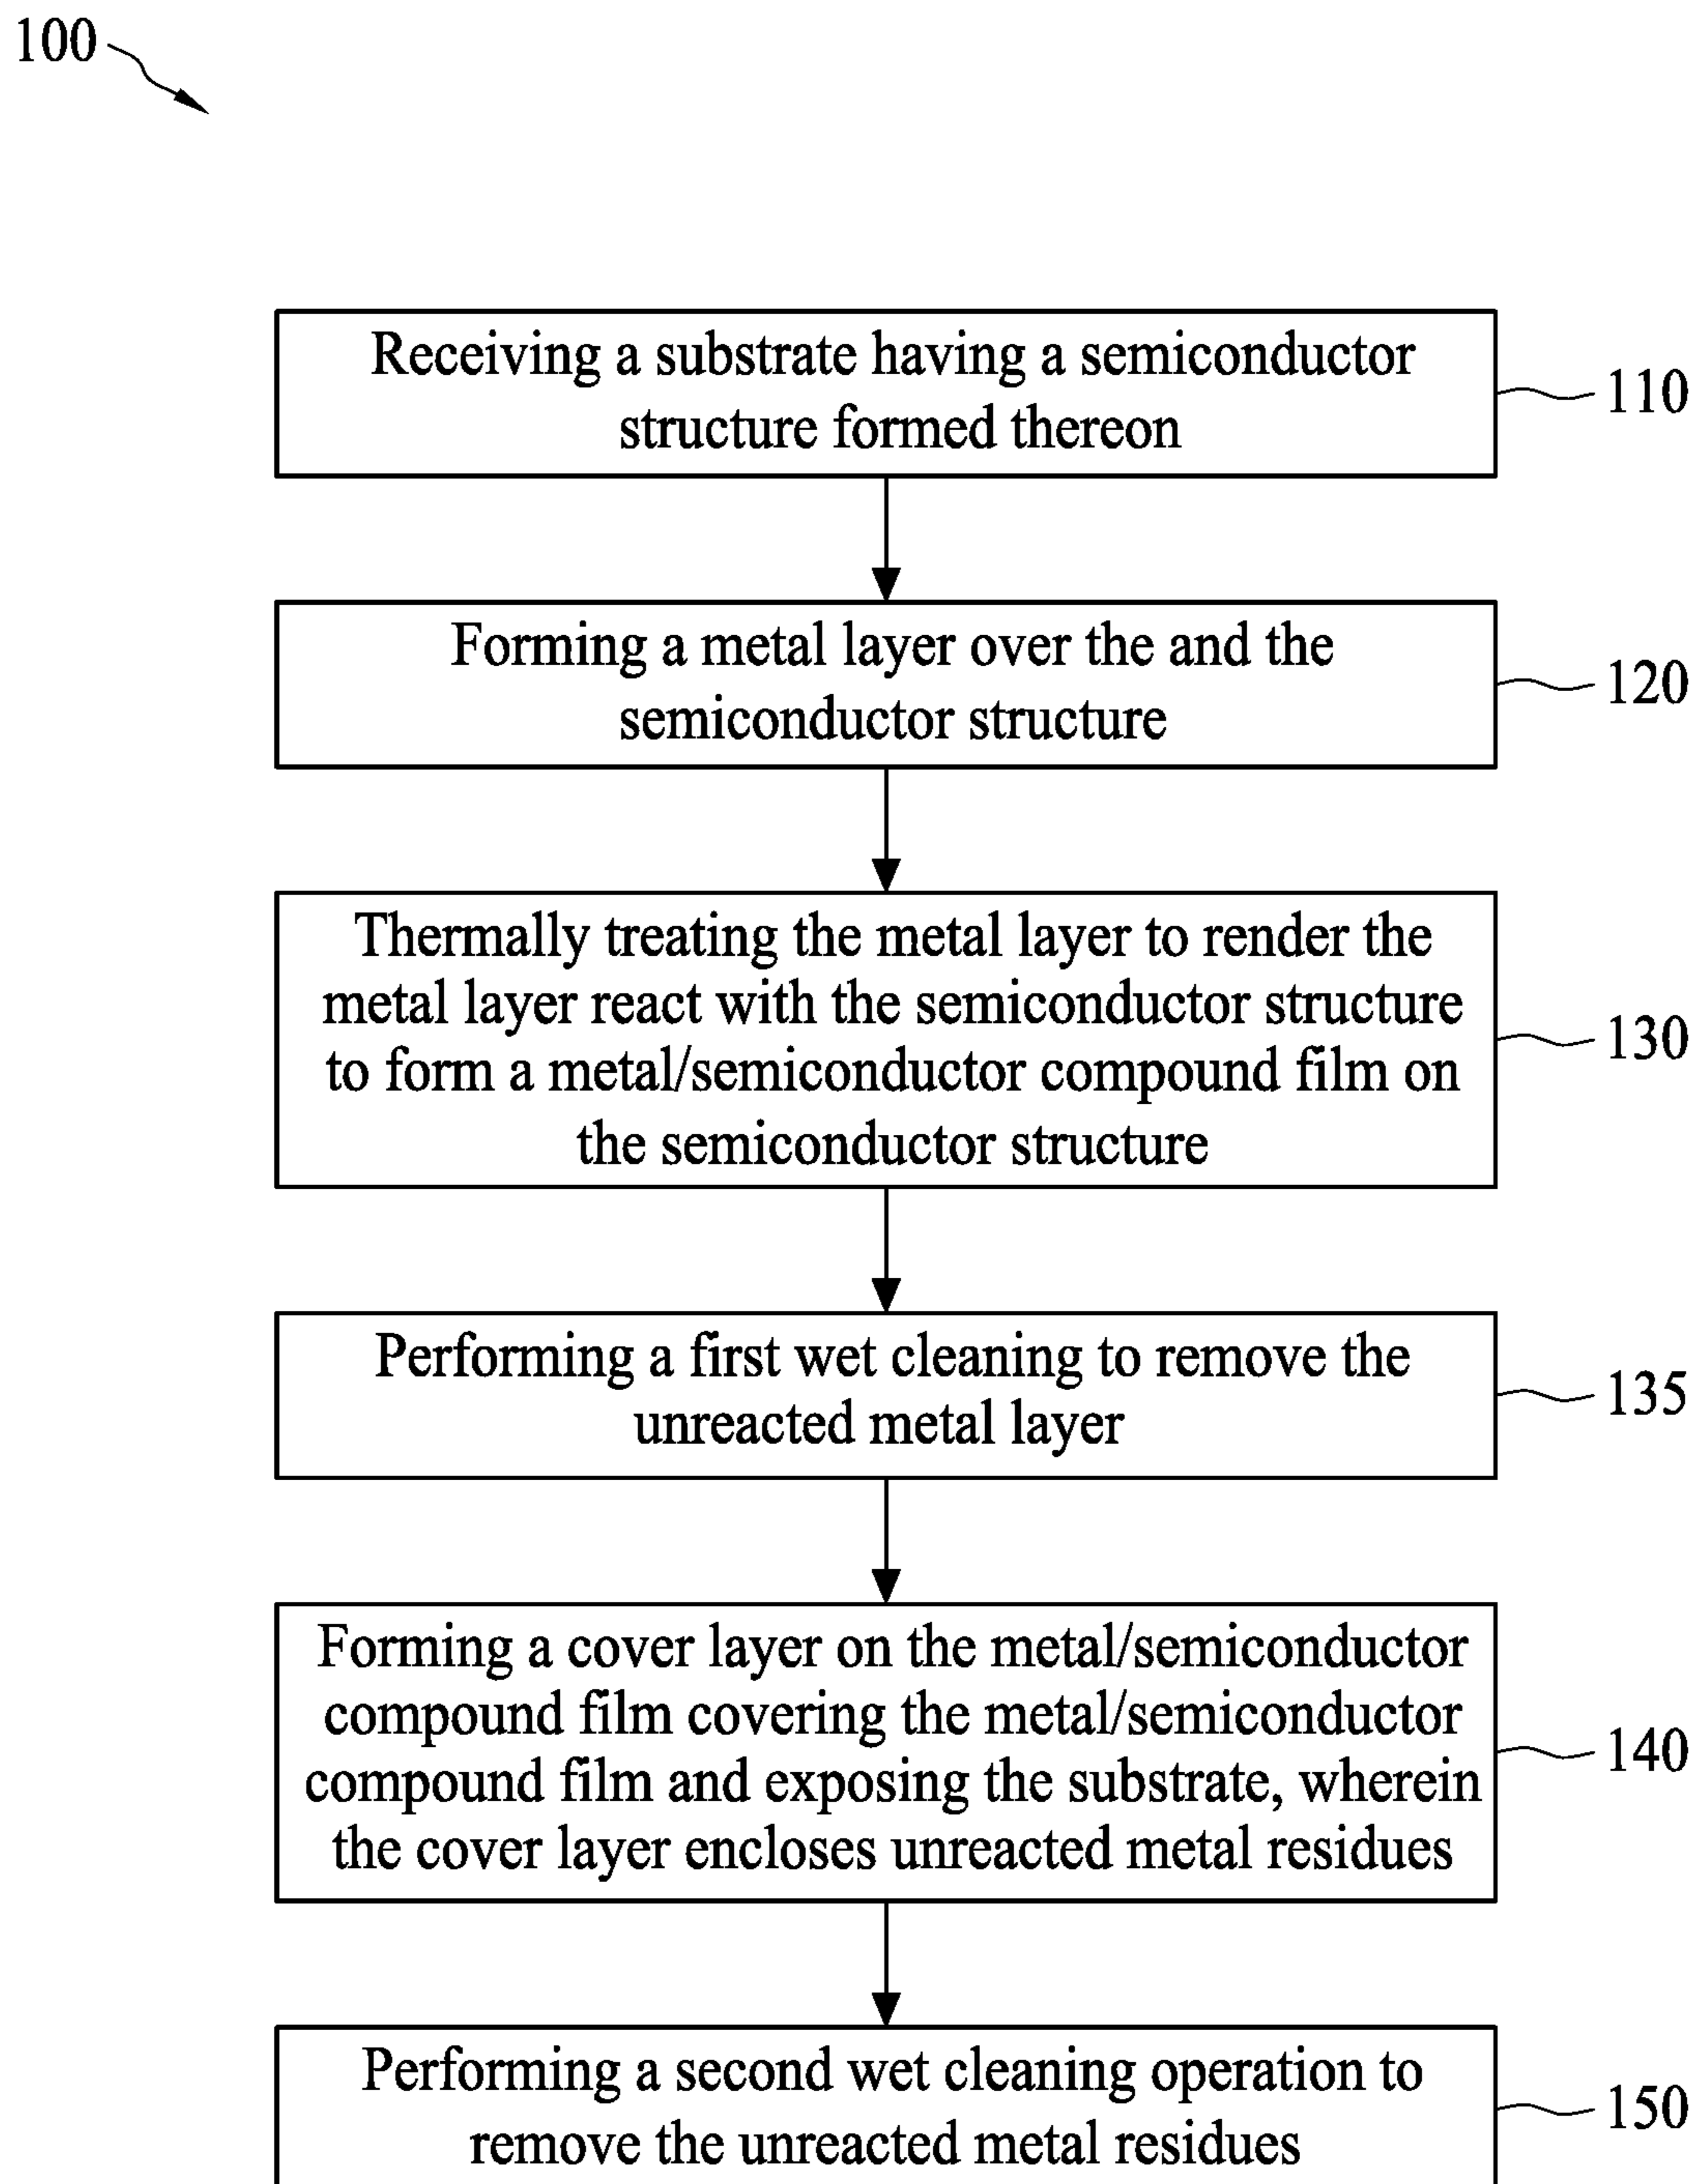 100
Receiving a substrate having a semiconductor
structure formed thereon
110
Forming a metal layer over the and the
semiconductor structure
120
Thermally treating the metal layer to render the
metal layer react with the semiconductor structure
to form a metal/semiconductor compound film on
the semiconductor structure
130
Performing a first wet cleaning to remove the
unreacted metal layer
135
Forming a cover layer on the metal/semiconductor
compound film covering the metal/semiconductor
compound film and exposing the substrate, wherein
the cover layer encloses unreacted metal residues
140
Performing a second wet cleaning operation to
remove the unreacted metal residues
150